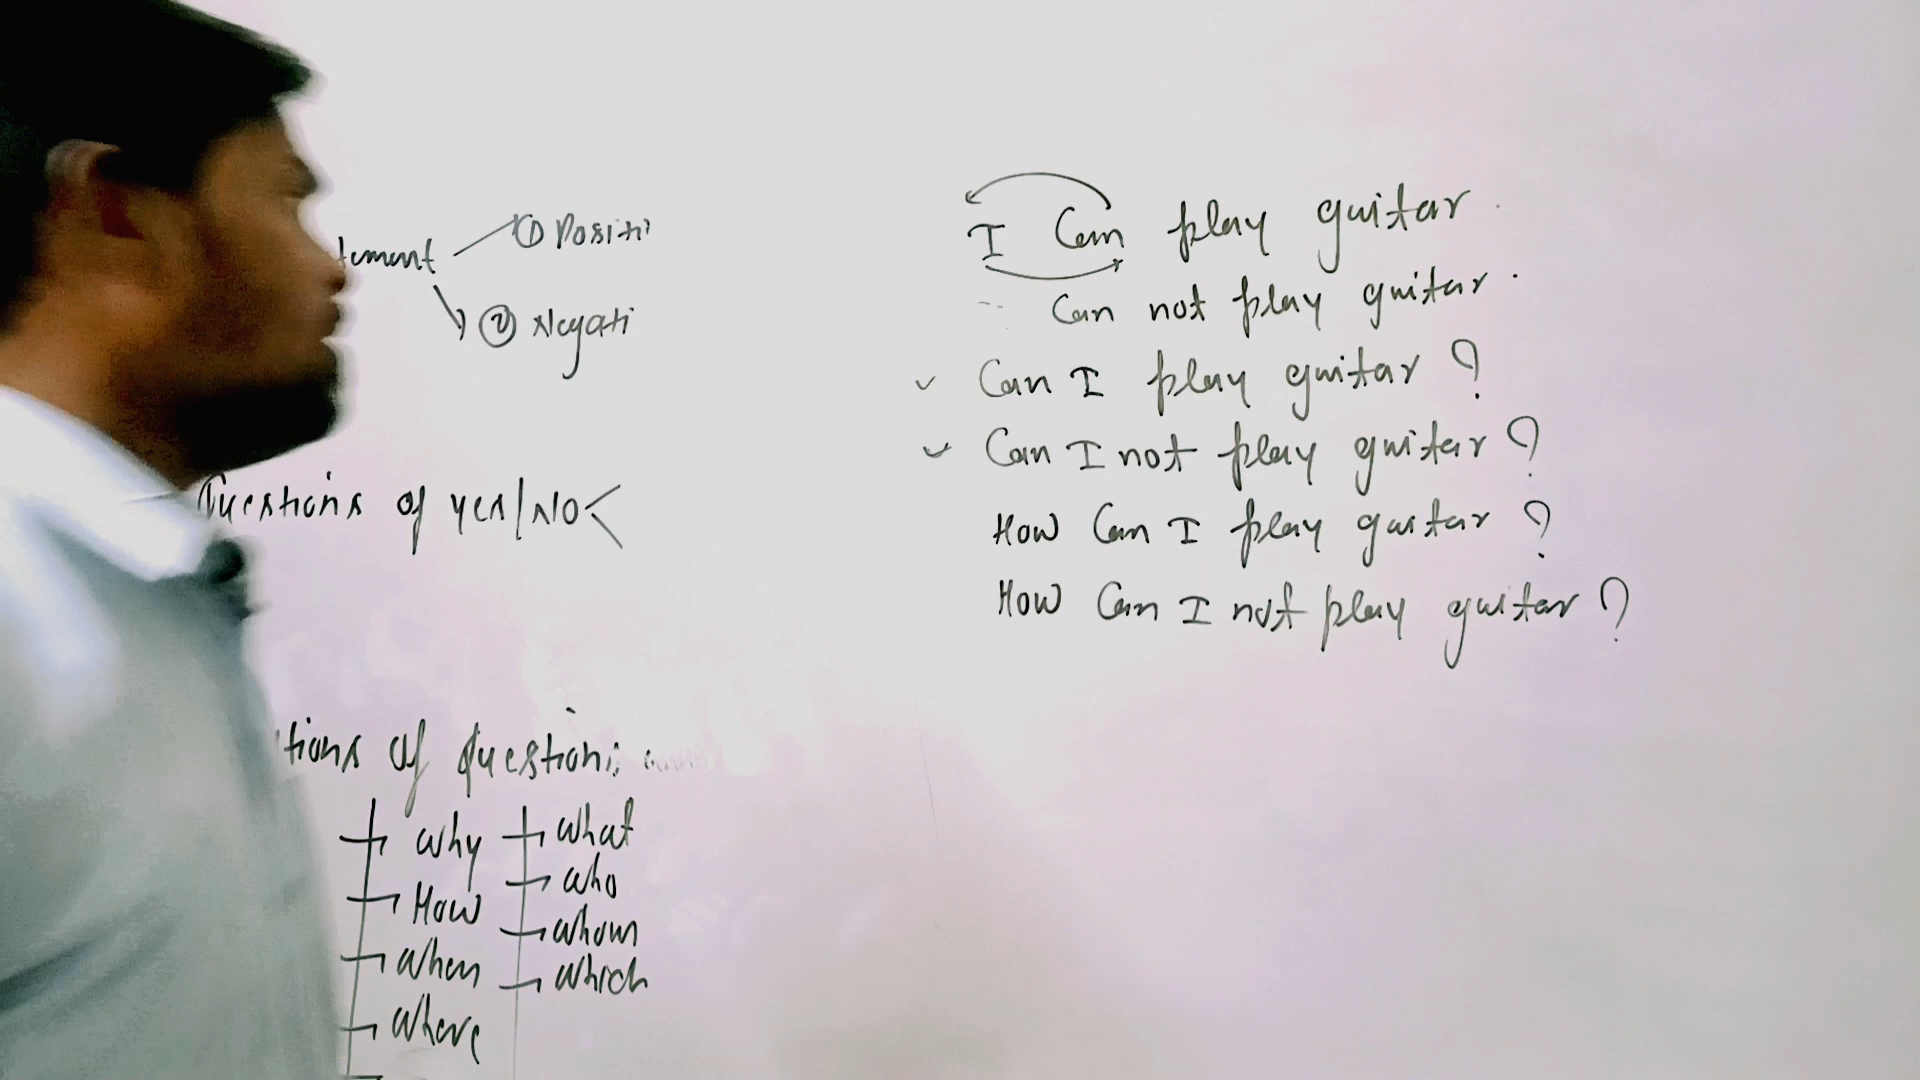 tement
① Positi
② Negati
Questions of yes/No
tions of Question:
Why
How
When
Where
What
Who
Whom
Which
I Can play guitar.
Can not play guitar.
Can I play guitar?
Can I not play guitar?
How Can I play guitar?
How Can I not play guitar?